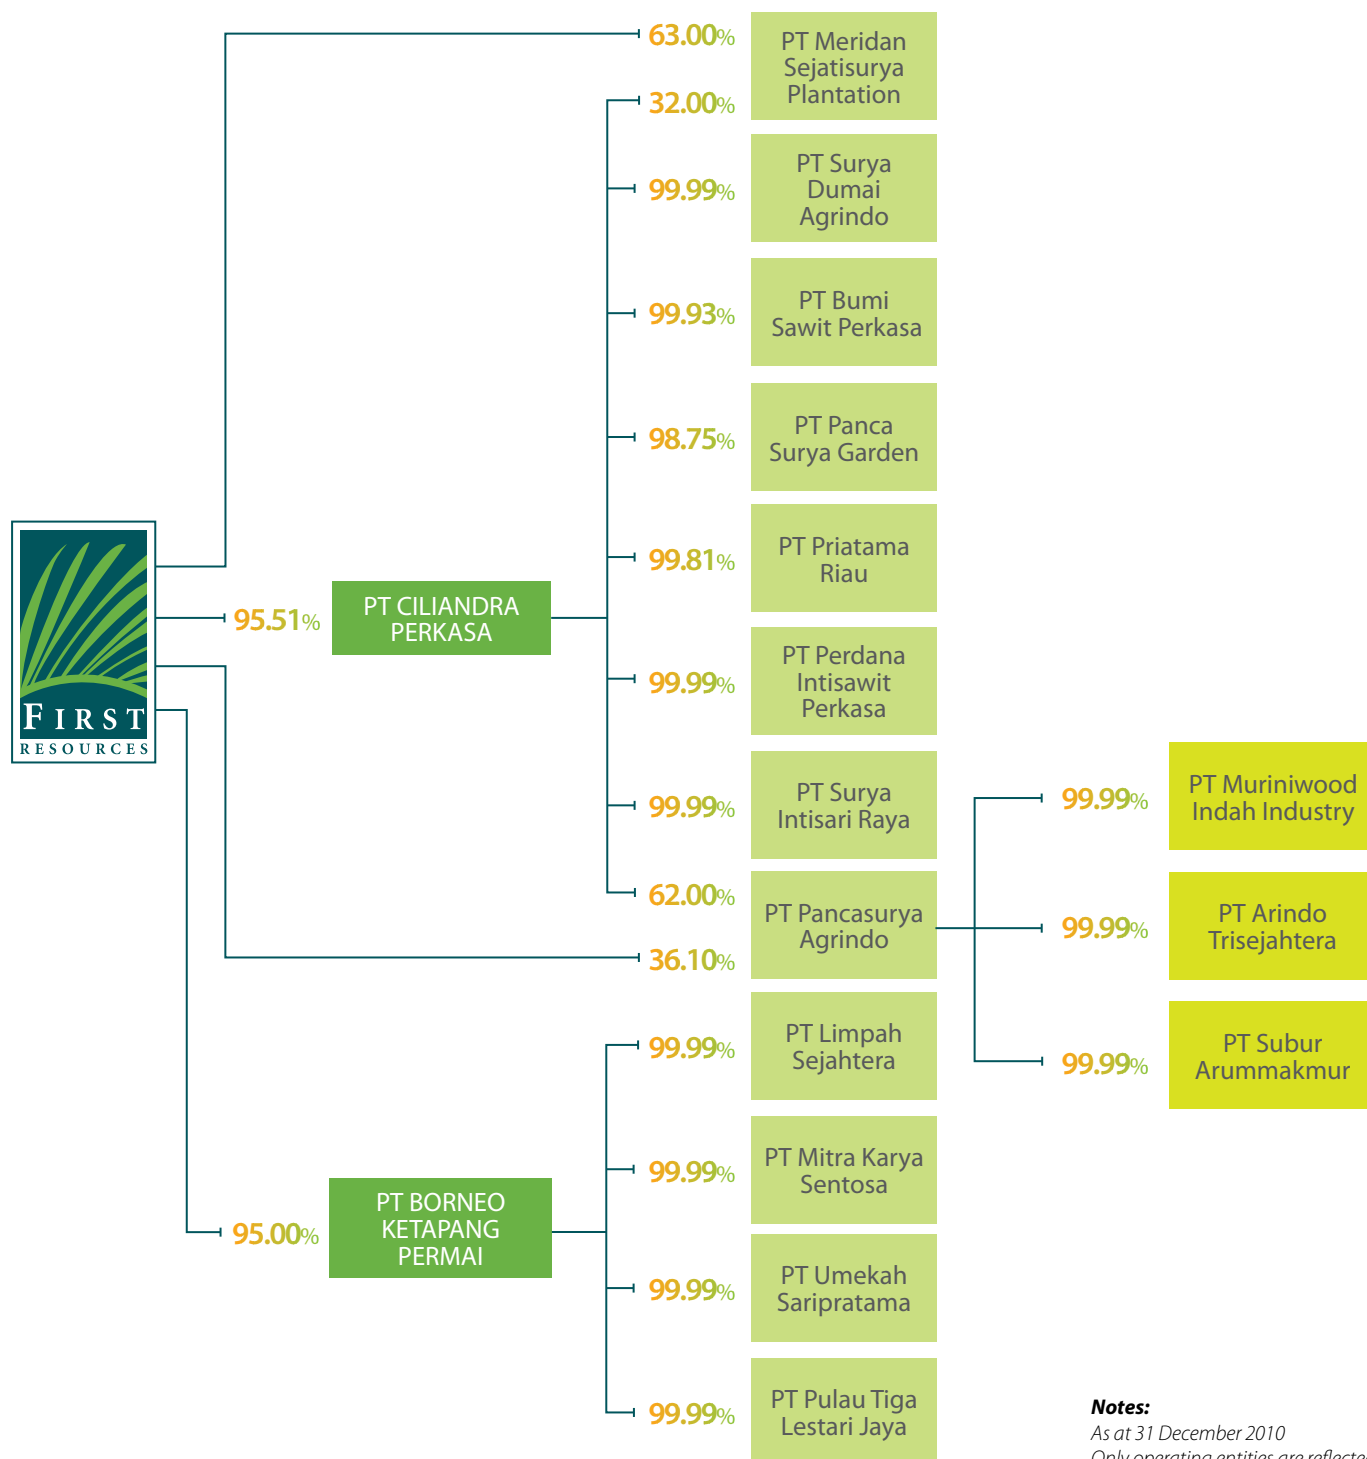 63.00%
PT Meridan
Sejatisurya
Plantation
32.00%
99.99%
PT Surya
Dumai
Agrindo
99.93%
PT Bumi
Sawit Perkasa
98.75%
PT Panca
Surya Garden
99.81%
PT Priatama
Riau
FIRST
RESOURCES
95.51%
PT CILIANDRA
PERKASA
99.99%
PT Perdana
Intisawit
Perkasa
99.99%
PT Surya
Intisari Raya
62.00%
PT Pancasurya
Agrindo
36.10%
99.99%
PT Muriniwood
Indah Industry
99.99%
PT Arindo
Trisejahtera
99.99%
PT Subur
Arummakmur
99.99%
PT Limpah
Sejahtera
99.99%
PT Mitra Karya
Sentosa
95.00%
PT BORNEO
KETAPANG
PERMAI
99.99%
PT Umekah
Saripratama
99.99%
PT Pulau Tiga
Lestari Jaya
Notes:
As at 31 December 2010
Only operating entities are reflected